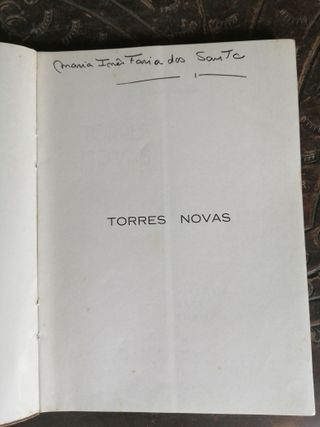 Maria Inês Faria dos Santos
TORRES NOVAS